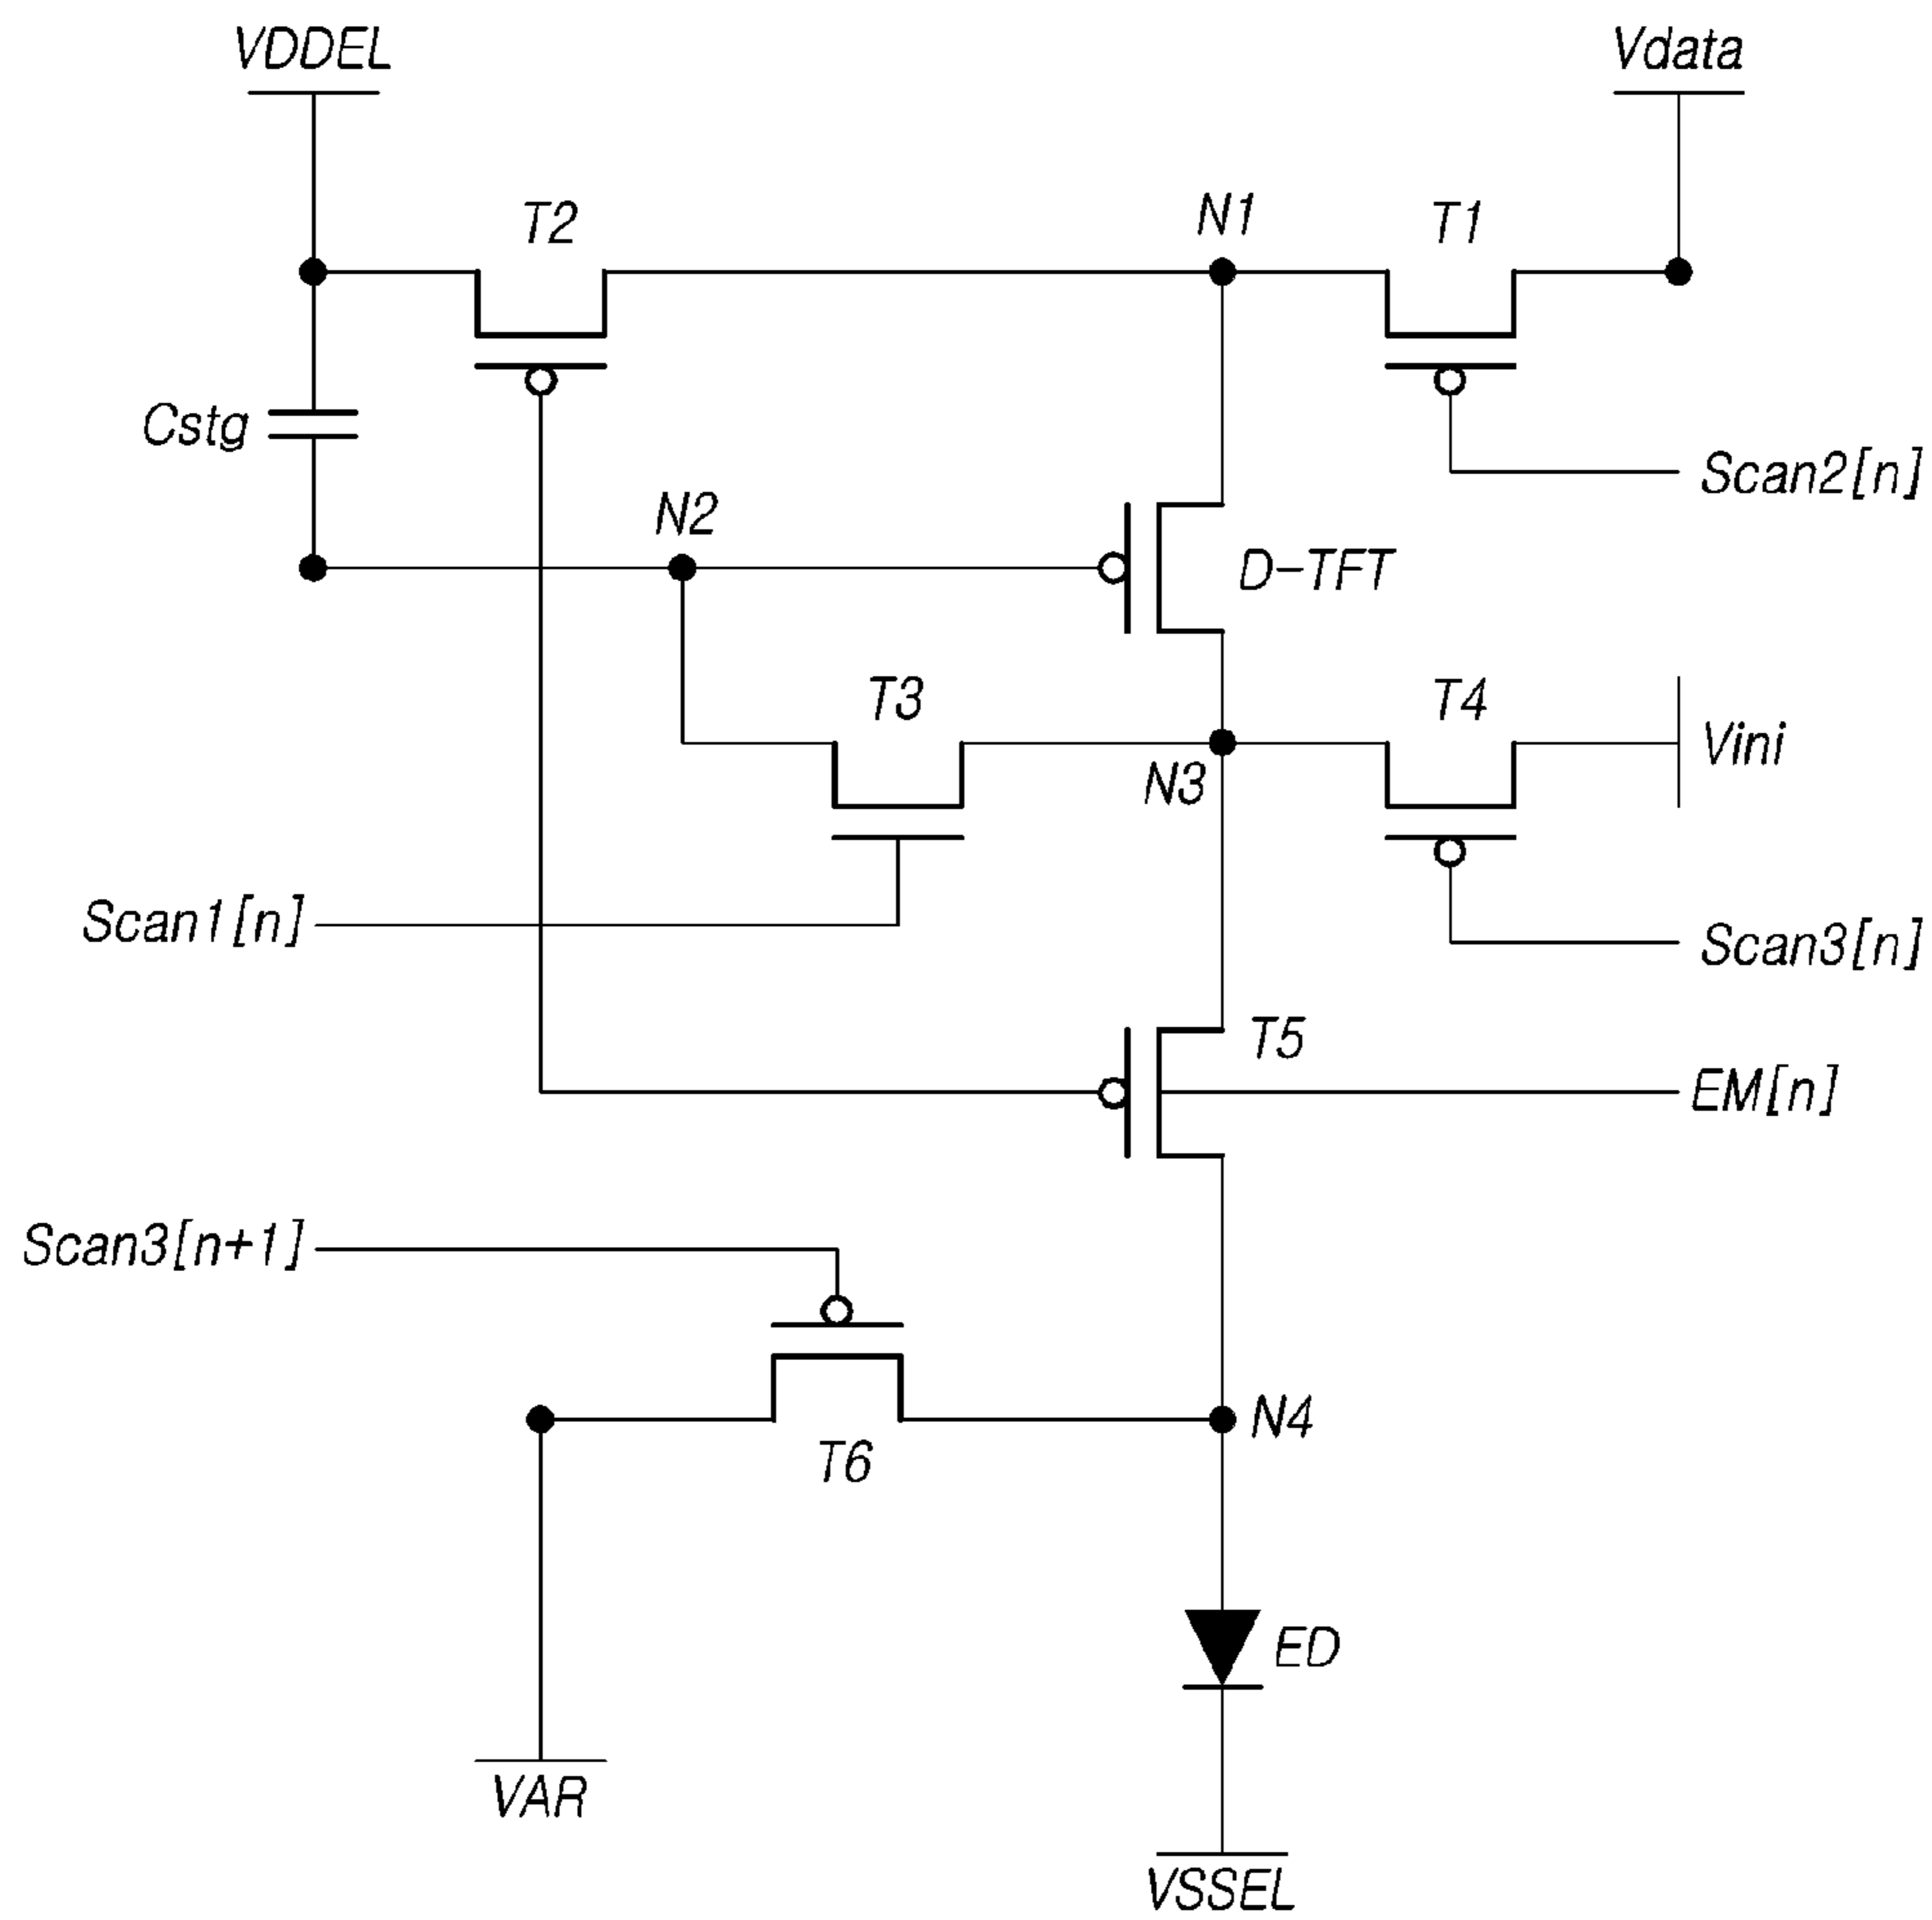 VDDEL
Vdata
T2
N1
T1
Cstg
Scan2[n]
N2
D-TFT
T3
T4
Vini
N3
Scan1[n]
Scan3[n]
T5
EM[n]
Scan3[n+1]
N4
T6
ED
VAR
VSSEL